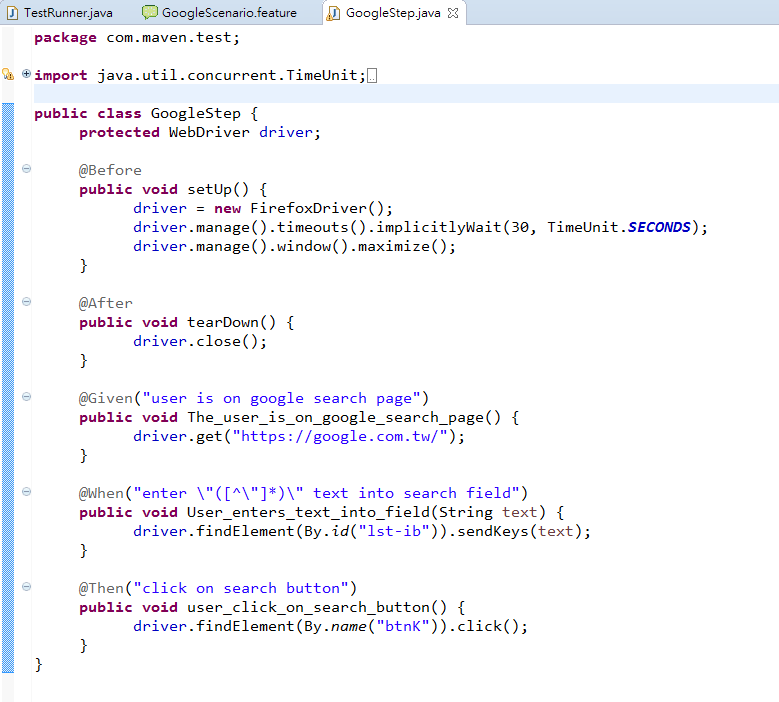 TestRunner.java GoogleScenario.feature GoogleStep.java
package com.maven.test;
import java.util.concurrent.TimeUnit;
public class GoogleStep {
protected WebDriver driver;
@Before
public void setUp() {
driver = new FirefoxDriver();
driver.manage().timeouts().implicitlyWait(30, TimeUnit.SECONDS);
driver.manage().window().maximize();
}
@After
public void tearDown() {
driver.close();
}
@Given("user is on google search page")
public void The_user_is_on_google_search_page() {
driver.get("https://google.com.tw/");
}
@When("enter \"([^\"]*)\" text into search field")
public void User_enters_text_into_field(String text) {
driver.findElement(By.id("lst-ib")).sendKeys(text);
}
@Then("click on search button")
public void user_click_on_search_button() {
driver.findElement(By.name("btnK")).click();
}
}